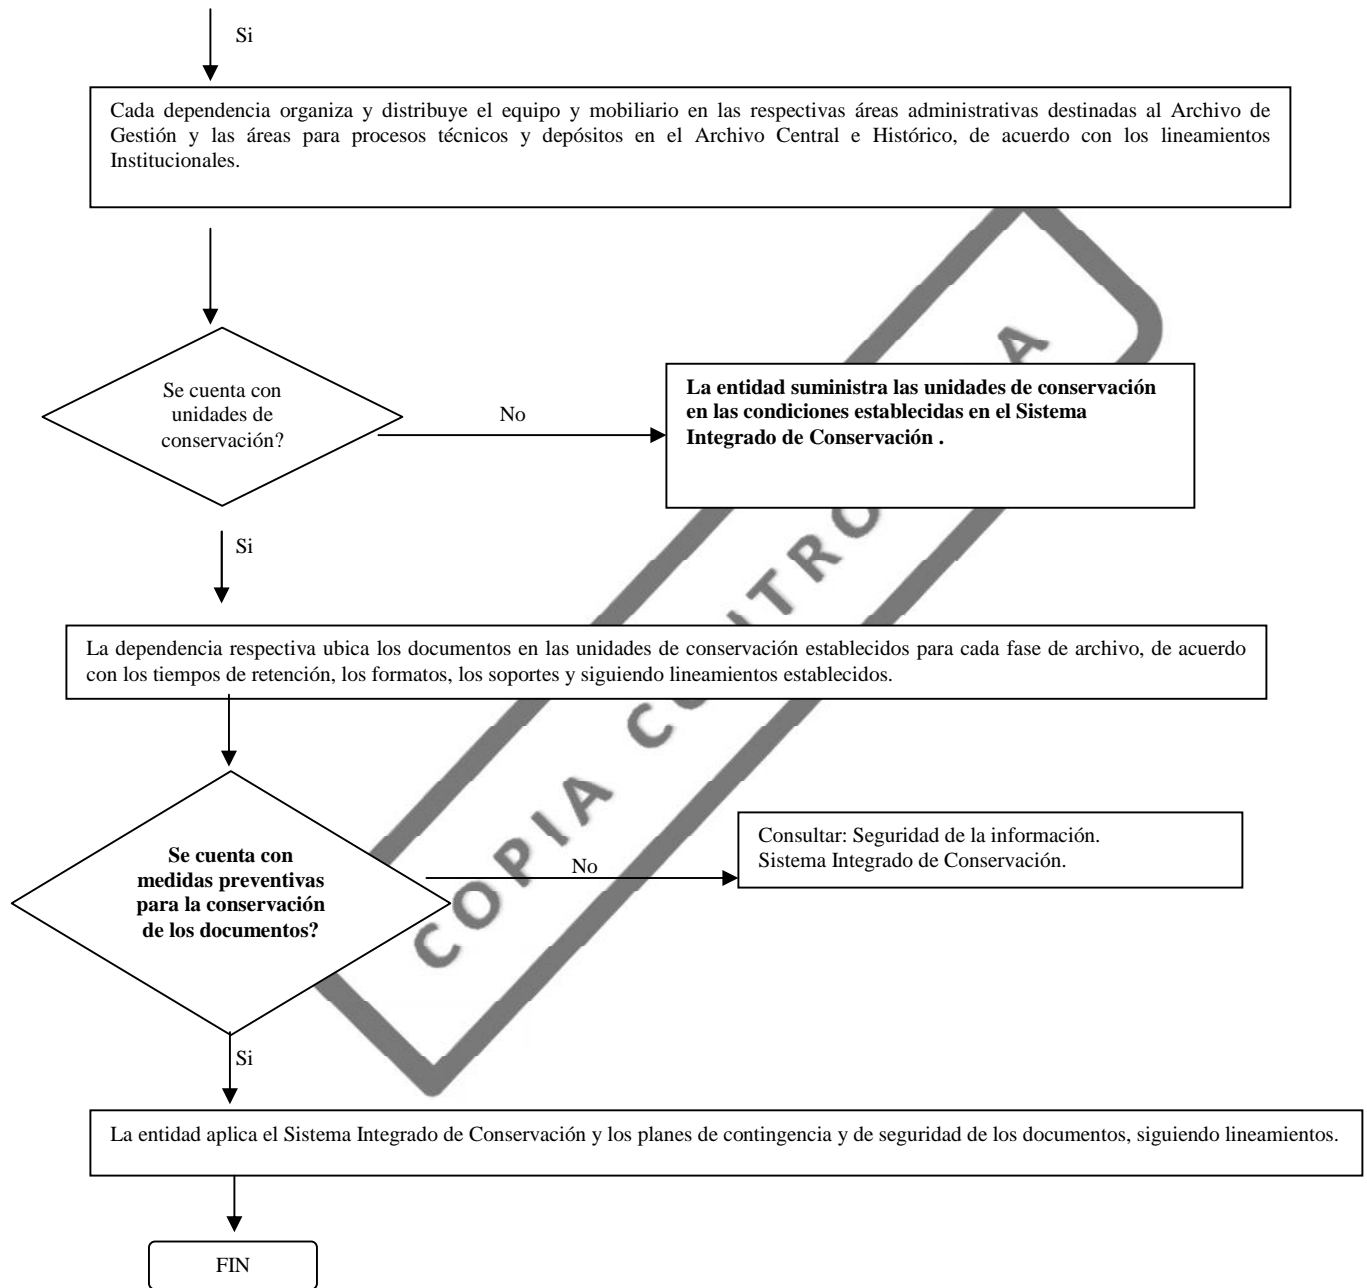 Si
Cada dependencia organiza y distribuye el equipo y mobiliario en las respectivas áreas administrativas destinadas al Archivo de
Gestión y las áreas para procesos técnicos y depósitos en el Archivo Central e Histórico, de acuerdo con los lineamientos
Institucionales.
Se cuenta con
unidades de
conservación?
No
La entidad suministra las unidades de conservación
en las condiciones establecidas en el Sistema
Integrado de Conservación .
Si
La dependencia respectiva ubica los documentos en las unidades de conservación establecidos para cada fase de archivo, de acuerdo
con los tiempos de retención, los formatos, los soportes y siguiendo lineamientos establecidos.
Se cuenta con
medidas preventivas
para la conservación
de los documentos?
No
Consultar: Seguridad de la información.
Sistema Integrado de Conservación.
Si
La entidad aplica el Sistema Integrado de Conservación y los planes de contingencia y de seguridad de los documentos, siguiendo lineamientos.
FIN
COPIA